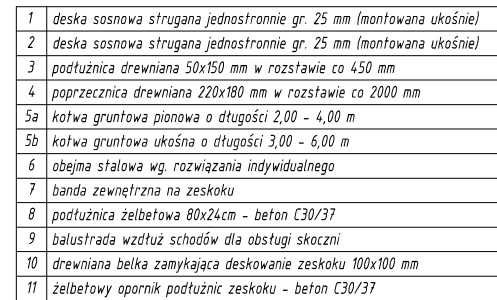 1 deska sosnowa strugana jednostronnie gr. 25 mm (montowana ukośnie)
2 deska sosnowa strugana jednostronnie gr. 25 mm (montowana ukośnie)
3 podłużnica drewniana 50x150 mm w rozstawie co 450 mm
4 poprzecznica drewniana 220x180 mm w rozstawie co 2000 mm
5a kotwa gruntowa pionowa o długości 2,00 - 4,00 m
5b kotwa gruntowa ukośna o długości 3,00 - 6,00 m
6 obejma stalowa wg. rozwiązania indywidualnego
7 banda zewnętrzna na zeskoku
8 podłużnica żelbetowa 80x24cm - beton C30/37
9 balustrada wzdłuż schodów dla obsługi skoczni
10 drewniana belka zamykająca deskowanie zeskoku 100x100 mm
11 żelbetowy opornik podłużnic zeskoku - beton C30/37